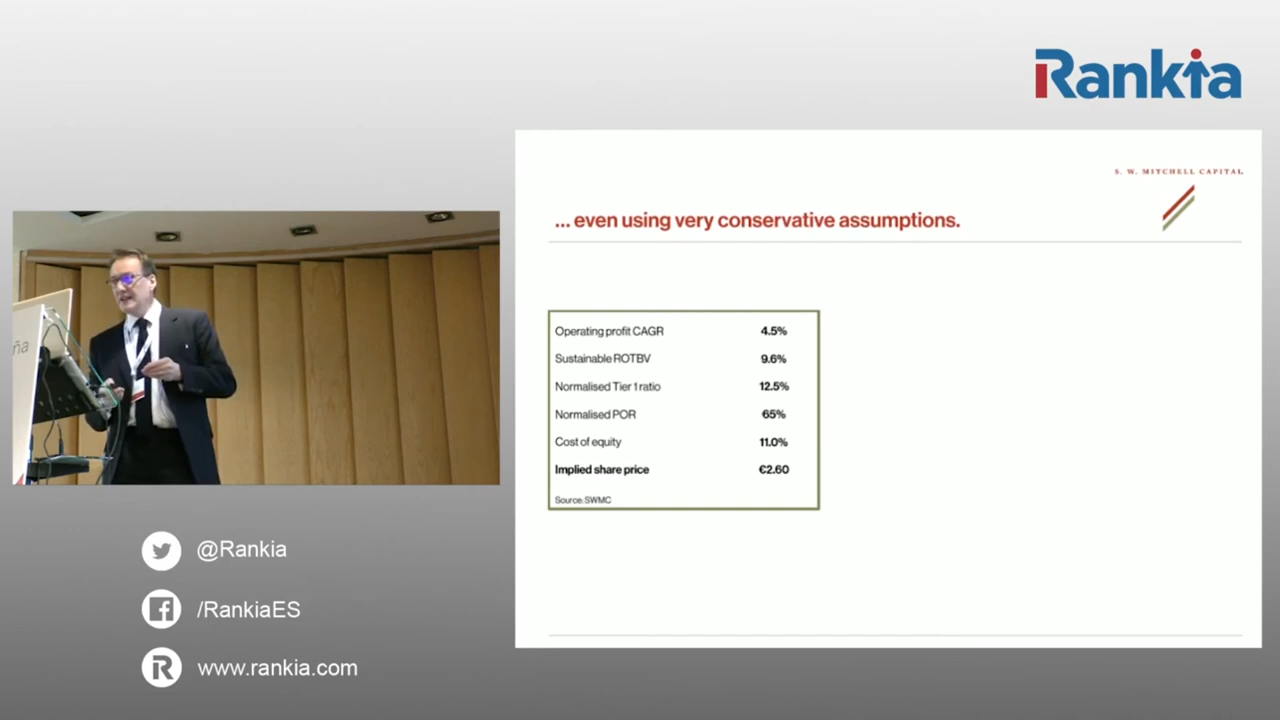 Rankia
S. W. MITCHELL CAPITAL
... even using very conservative assumptions.
Operating profit CAGR 4.5%
Sustainable ROTBV 9.6%
Normalised Tier 1 ratio 12.5%
Normalised POR 65%
Cost of equity 11.0%
Implied share price €2.60
Source: SWMC
ña
@Rankia
/RankiaES
www.rankia.com